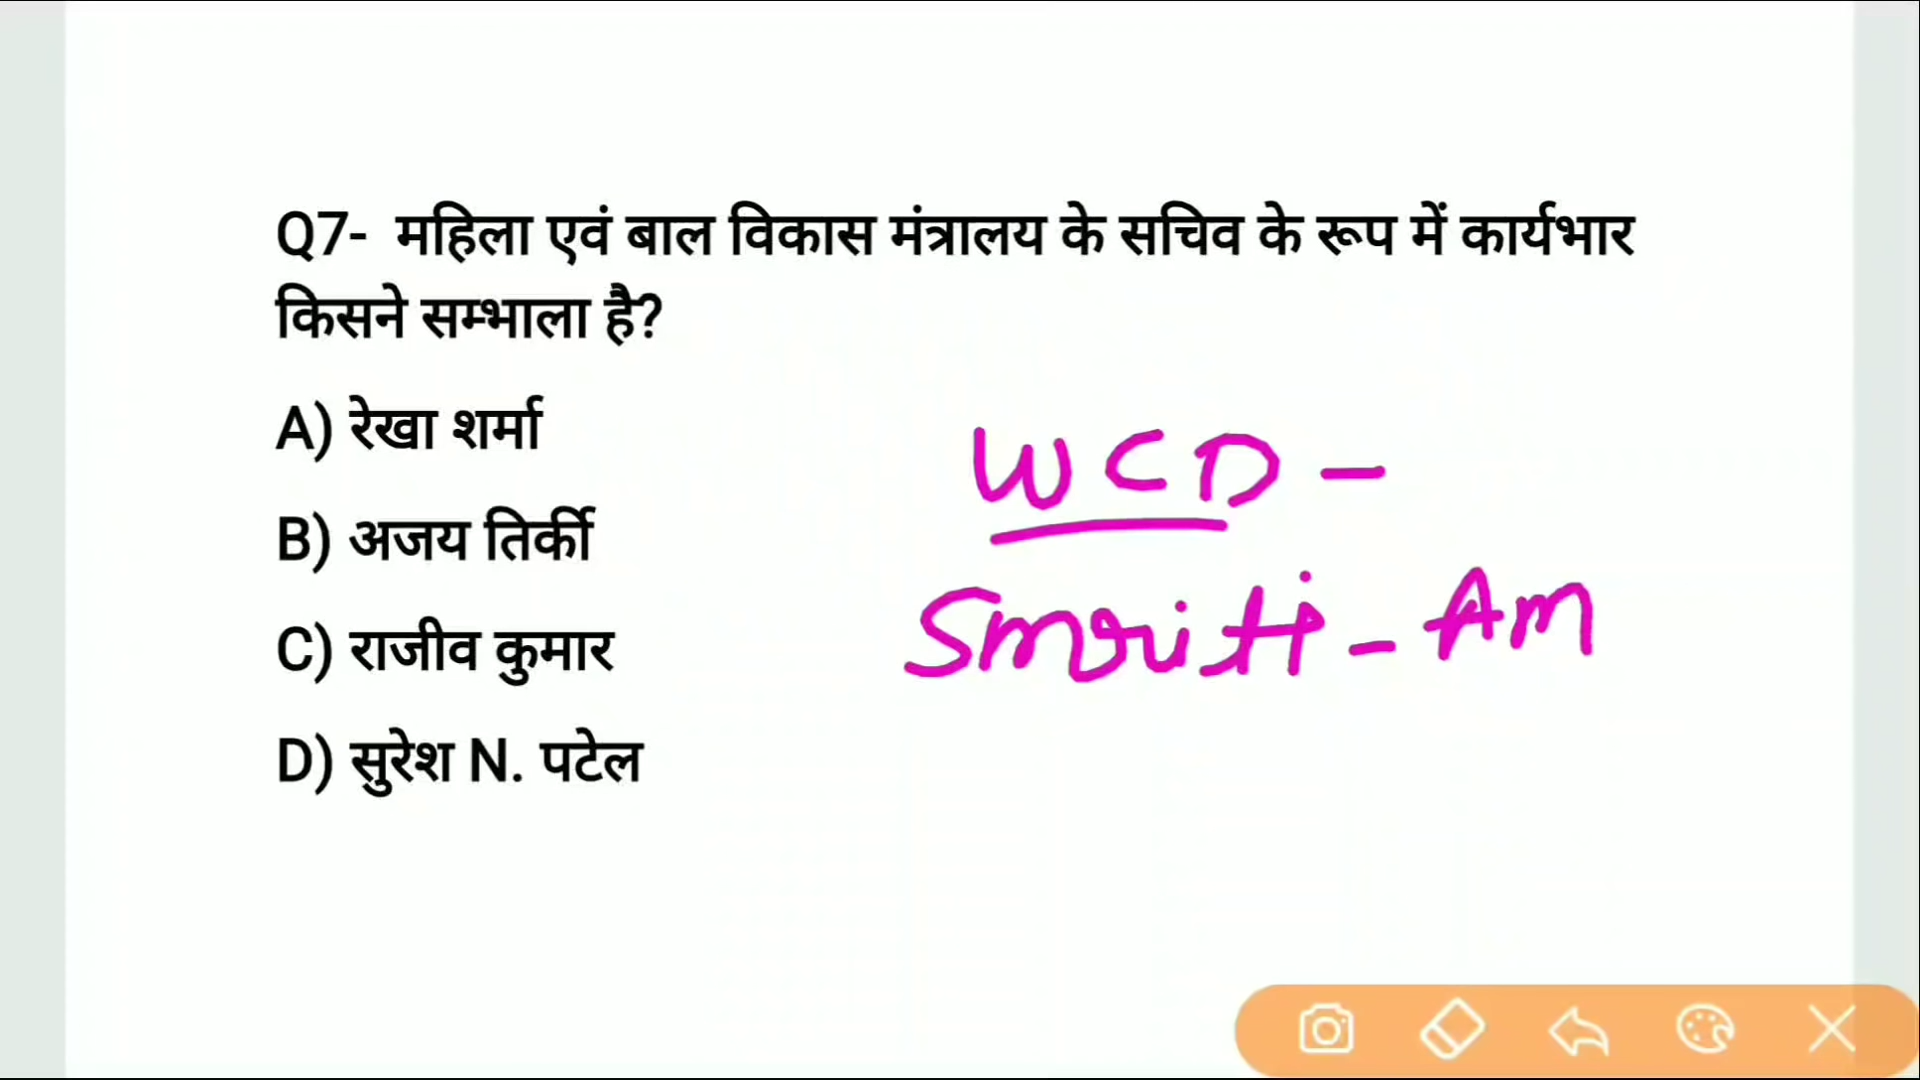 Q7- महिला एवं बाल विकास मंत्रालय के सचिव के रूप में कार्यभार
किसने सम्भाला है?
A) रेखा शर्मा
B) अजय तिर्की
C) राजीव कुमार
D) सुरेश N. पटेल
WCD -
Smriti - Am